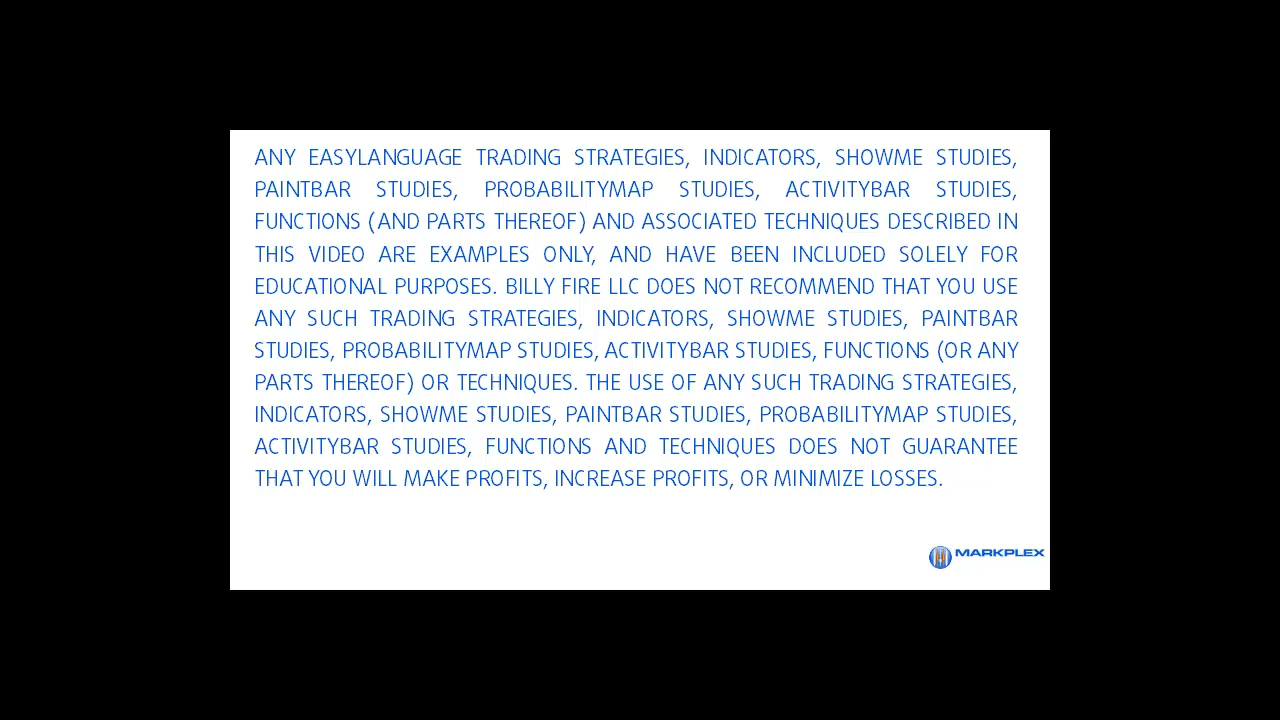 ANY EASYLANGUAGE TRADING STRATEGIES, INDICATORS, SHOWME STUDIES,
PAINTBAR STUDIES, PROBABILITYMAP STUDIES, ACTIVITYBAR STUDIES,
FUNCTIONS (AND PARTS THEREOF) AND ASSOCIATED TECHNIQUES DESCRIBED IN
THIS VIDEO ARE EXAMPLES ONLY, AND HAVE BEEN INCLUDED SOLELY FOR
EDUCATIONAL PURPOSES. BILLY FIRE LLC DOES NOT RECOMMEND THAT YOU USE
ANY SUCH TRADING STRATEGIES, INDICATORS, SHOWME STUDIES, PAINTBAR
STUDIES, PROBABILITYMAP STUDIES, ACTIVITYBAR STUDIES, FUNCTIONS (OR ANY
PARTS THEREOF) OR TECHNIQUES. THE USE OF ANY SUCH TRADING STRATEGIES,
INDICATORS, SHOWME STUDIES, PAINTBAR STUDIES, PROBABILITYMAP STUDIES,
ACTIVITYBAR STUDIES, FUNCTIONS AND TECHNIQUES DOES NOT GUARANTEE
THAT YOU WILL MAKE PROFITS, INCREASE PROFITS, OR MINIMIZE LOSSES.
MARKPLEX